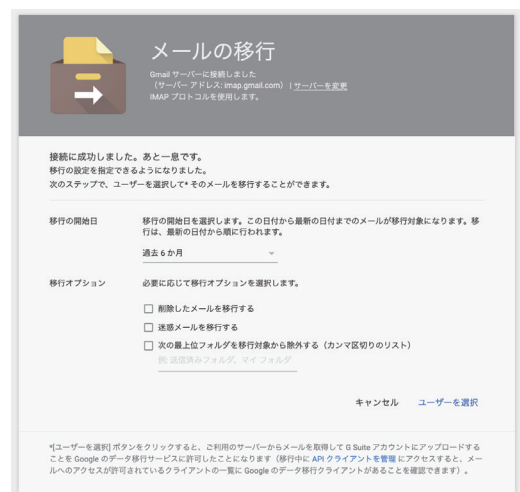 メールの移行
Gmail サーバーに接続しました
（サーバー アドレス: imap.gmail.com） | サーバーを変更
IMAP プロトコルを使用します。
接続に成功しました。あと一息です。
移行の設定を指定できるようになりました。
次のステップで、ユーザーを選択して* そのメールを移行することができます。
移行の開始日
移行の開始日を選択します。この日付から最新の日付までのメールが移行対象になります。移
行は、最新の日付から順に行われます。
過去 6 か月
移行オプション
必要に応じて移行オプションを選択します。
削除したメールを移行する
迷惑メールを移行する
次の最上位フォルダを移行対象から除外する（カンマ区切りのリスト）
例: 送信済みフォルダ、マイ フォルダ
キャンセル
ユーザーを選択
*[ユーザーを選択] ボタンをクリックすると、ご利用のサーバーからメールを取得して G Suite アカウントにアップロードする
ことを Google のデータ移行サービスに許可したことになります（移行中に API クライアントを管理 にアクセスすると、メー
ルへのアクセスが許可されているクライアントの一覧に Google のデータ移行クライアントがあることを確認できます）。